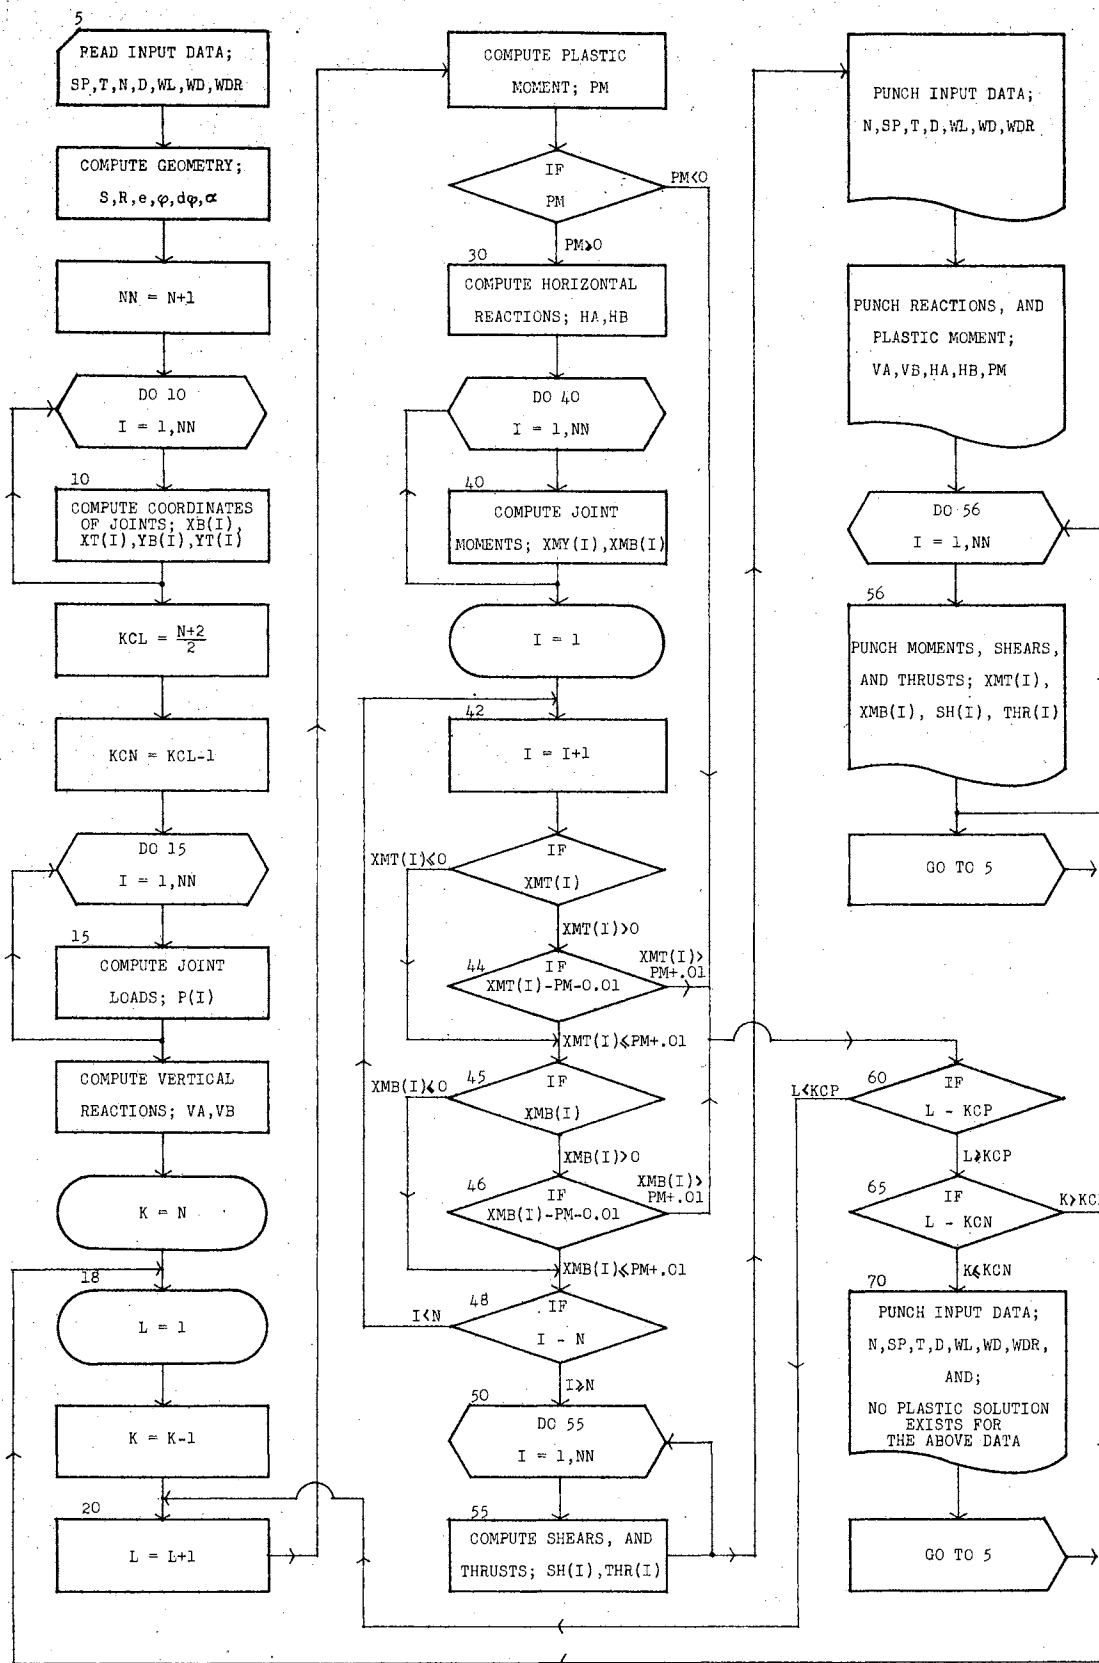 5
READ INPUT DATA;
SP,T,N,D,WL,WD,WDR
COMPUTE GEOMETRY;
S,R,e,φ,dφ,α
NN = N+1
DO 10
I = 1,NN
10
COMPUTE COORDINATES
OF JOINTS; XB(I),
XT(I),YB(I),YT(I)
KCL = N+2
2
KCN = KCL-1
DO 15
I = 1,NN
15
COMPUTE JOINT
LOADS; P(I)
COMPUTE VERTICAL
REACTIONS; VA,VB
K = N
18
L = 1
K = K-1
20
L = L+1
COMPUTE PLASTIC
MOMENT; PM
IF
PM
PM<0
PM⩾0
30
COMPUTE HORIZONTAL
REACTIONS; HA,HB
DO 40
I = 1,NN
40
COMPUTE JOINT
MOMENTS; XMY(I),XMB(I)
I = 1
42
I = I+1
XMT(I)⩽0
IF
XMT(I)
XMT(I)>0
44
IF
XMT(I)-PM-0.01
XMT(I)>
PM+.01
XMT(I)⩽PM+.01
XMB(I)⩽0
45
IF
XMB(I)
XMB(I)>0
46
IF
XMB(I)-PM-0.01
XMB(I)>
PM+.01
XMB(I)⩽PM+.01
I<N
48
IF
I - N
I⩾N
50
DO 55
I = 1,NN
55
COMPUTE SHEARS, AND
THRUSTS; SH(I),THR(I)
PUNCH INPUT DATA;
N,SP,T,D,WL,WD,WDR
PUNCH REACTIONS, AND
PLASTIC MOMENT;
VA,VB,HA,HB,PM
DO 56
I = 1,NN
56
PUNCH MOMENTS, SHEARS,
AND THRUSTS; XMT(I),
XMB(I), SH(I), THR(I)
GO TO 5
L<KCP
60
IF
L - KCP
L⩾KCP
65
IF
L - KCN
K>KCN
K⩽KCN
70
PUNCH INPUT DATA;
N,SP,T,D,WL,WD,WDR,
AND;
NO PLASTIC SOLUTION
EXISTS FOR
THE ABOVE DATA
GO TO 5